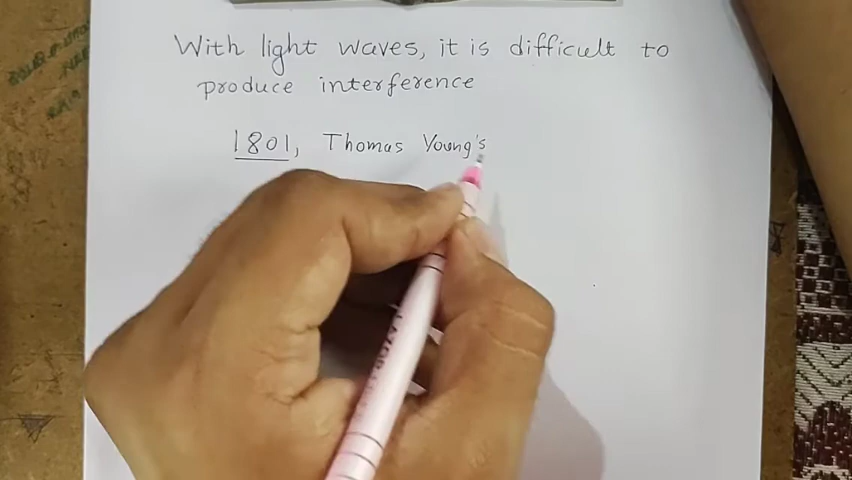 With light waves, it is difficult to
produce interference
1801, Thomas Young's